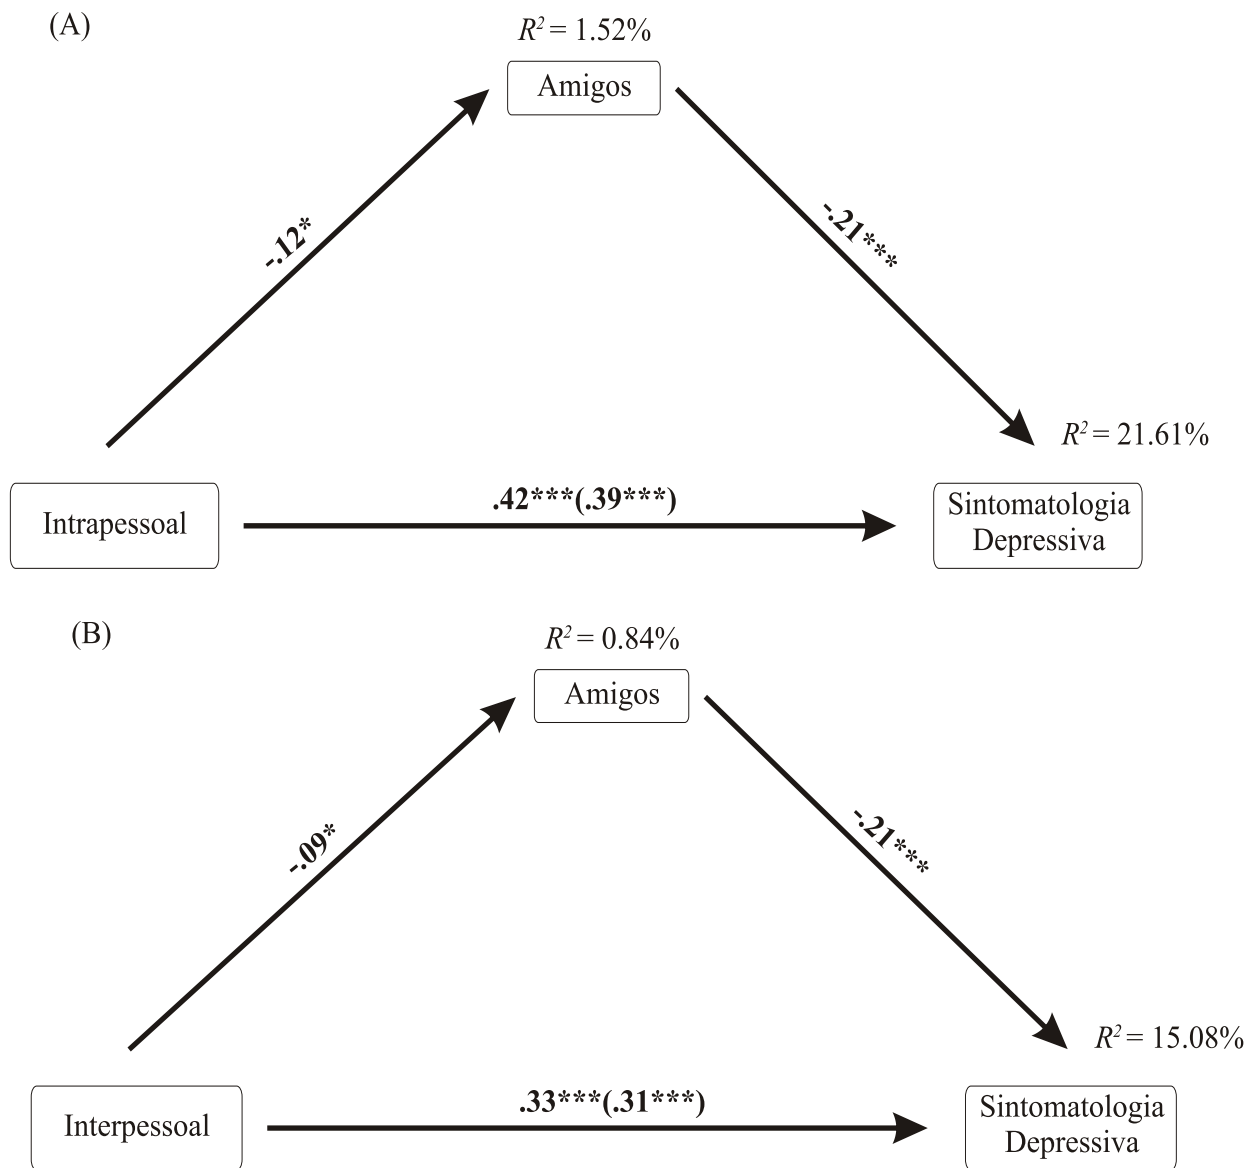 (A)
R² = 1.52%
Amigos
-.12*
-.21***
R² = 21.61%
Intrapessoal
.42***(.39***)
Sintomatologia
Depressiva
(B)
R² = 0.84%
Amigos
-.09*
-.21***
R² = 15.08%
Interpessoal
.33***(.31***)
Sintomatologia
Depressiva